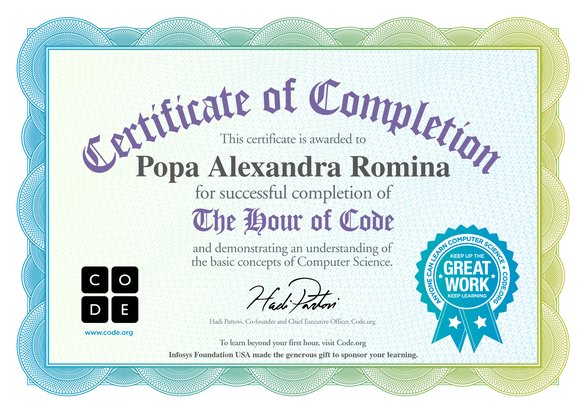 Certificate of Completion
This certificate is awarded to
Popa Alexandra Romina
for successful completion of
The Hour of Code
and demonstrating an understanding of
the basic concepts of Computer Science.
C O
D E
www.code.org
Hadi Partovi
Hadi Partovi, Co-founder and Chief Executive Officer, Code.org
To learn beyond your first hour, visit Code.org
Infosys Foundation USA made the generous gift to sponsor your learning.
ANYONE CAN LEARN COMPUTER SCIENCE • CODE.ORG
KEEP UP THE
GREAT
WORK
KEEP LEARNING